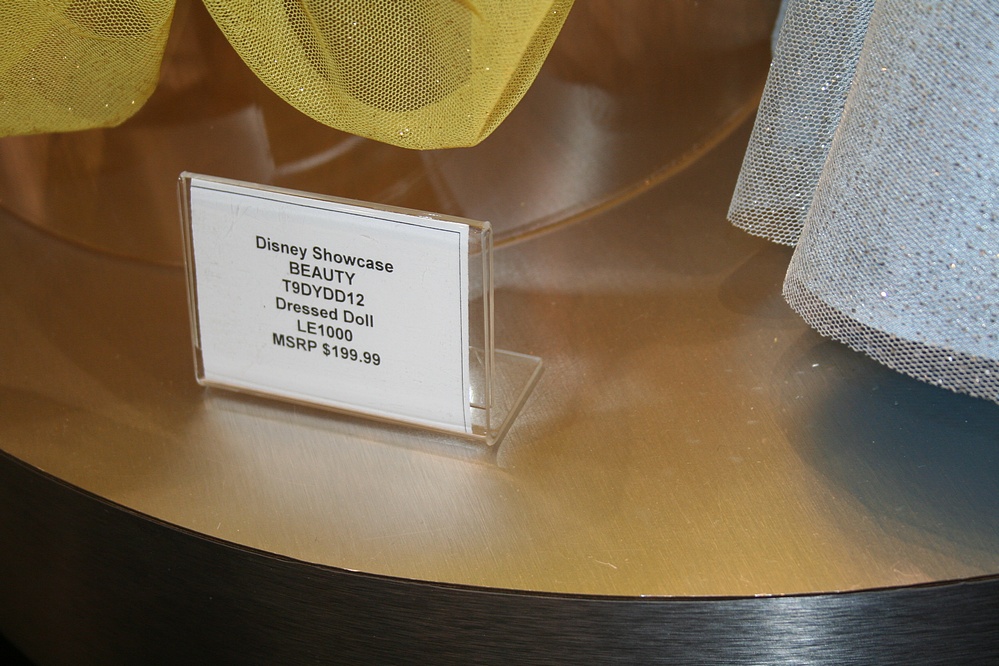 Disney Showcase
BEAUTY
T9DYDD12
Dressed Doll
LE1000
MSRP $199.99